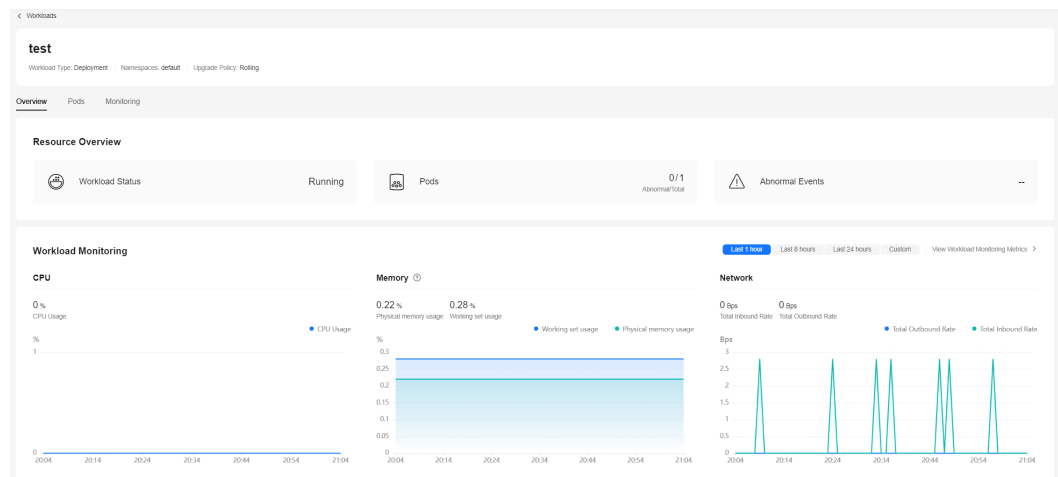 Workloads
test
Workload Type: Deployment Namespaces: default Upgrade Policy: Rolling
Overview Pods Monitoring
Resource Overview
Workload Status Running
Pods 0/1
Abnormal/Total
Abnormal Events --
Workload Monitoring
Last 1 hour Last 8 hours Last 24 hours Custom View Workload Monitoring Metrics
CPU
0 %
CPU Usage
CPU Usage
%
1
0
20:04 20:14 20:24 20:34 20:44 20:54 21:04
Memory
0.22 % 0.28 %
Physical memory usage Working set usage
Working set usage Physical memory usage
%
0.3
0.25
0.2
0.15
0.1
0.05
0
20:04 20:14 20:24 20:34 20:44 20:54 21:04
Network
0 Bps 0 Bps
Total Inbound Rate Total Outbound Rate
Total Outbound Rate Total Inbound Rate
Bps
3
2.5
2
1.5
1
0.5
0
20:04 20:14 20:24 20:34 20:44 20:54 21:04